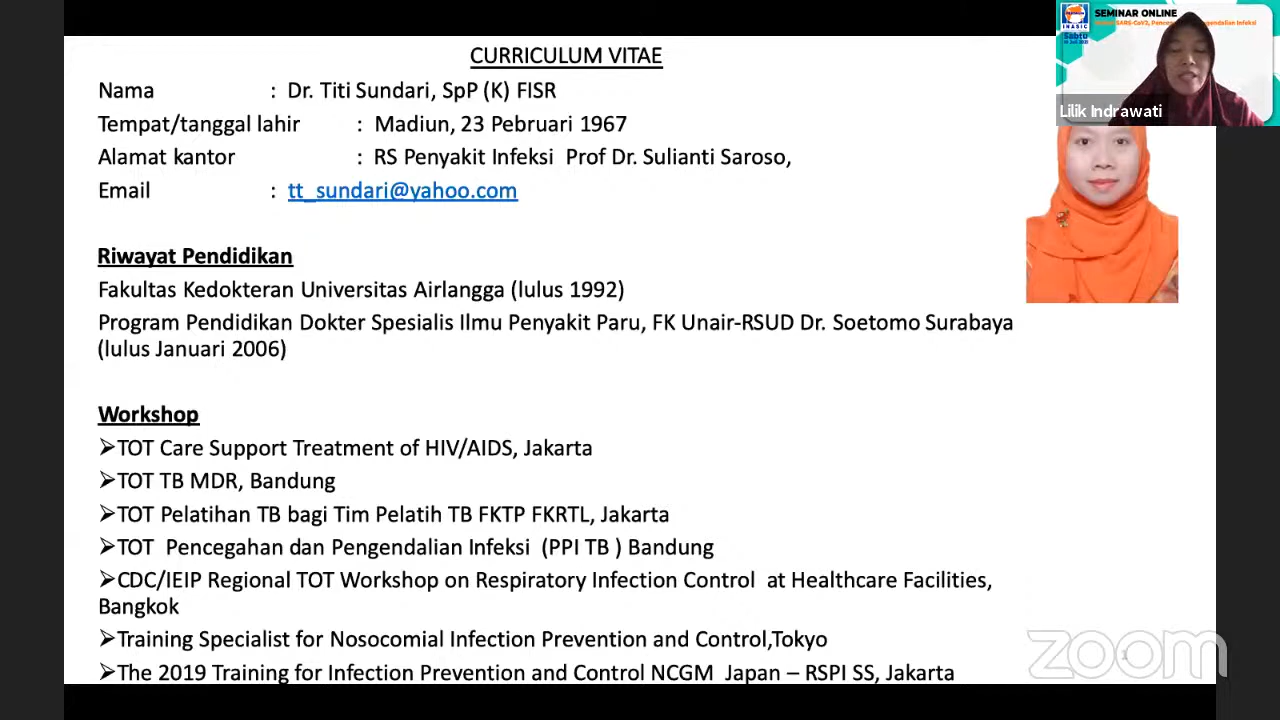 CURRICULUM VITAE
Nama : Dr. Titi Sundari, SpP (K) FISR
Tempat/tanggal lahir : Madiun, 23 Pebruari 1967
Alamat kantor : RS Penyakit Infeksi Prof Dr. Sulianti Saroso,
Email : tt_sundari@yahoo.com
Riwayat Pendidikan
Fakultas Kedokteran Universitas Airlangga (lulus 1992)
Program Pendidikan Dokter Spesialis Ilmu Penyakit Paru, FK Unair-RSUD Dr. Soetomo Surabaya
(lulus Januari 2006)
Workshop
➢TOT Care Support Treatment of HIV/AIDS, Jakarta
➢TOT TB MDR, Bandung
➢TOT Pelatihan TB bagi Tim Pelatih TB FKTP FKRTL, Jakarta
➢TOT Pencegahan dan Pengendalian Infeksi (PPI TB ) Bandung
➢CDC/IEIP Regional TOT Workshop on Respiratory Infection Control at Healthcare Facilities,
Bangkok
➢Training Specialist for Nosocomial Infection Prevention and Control,Tokyo
➢The 2019 Training for Infection Prevention and Control NCGM Japan – RSPI SS, Jakarta
INASIC
SEMINAR ONLINE
SARS-CoV2,
Infeksi
Sabtu
Lilik Indrawati
zoom